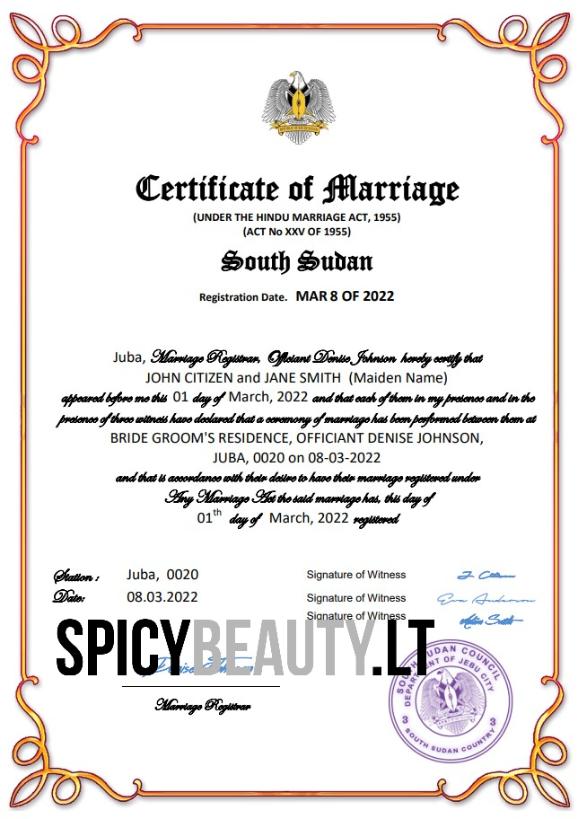 Certificate of Marriage
(UNDER THE HINDU MARRIAGE ACT, 1955)
(ACT No XXV OF 1955)
South Sudan
Registration Date. MAR 8 OF 2022
Juba, Marriage Registrar, Officiant Denise Johnson hereby certify that
JOHN CITIZEN and JANE SMITH (Maiden Name)
appeared before me this 01 day of March, 2022 and that each of them in my presence and in the
presence of three witness have declared that a ceremony of marriage has been performed between them at
BRIDE GROOM'S RESIDENCE, OFFICIANT DENISE JOHNSON,
JUBA, 0020 on 08-03-2022
and that is accordance with their desire to have their marriage registered under
Any Marriage Act the said marriage has, this day of
01th day of March, 2022 registered
Station : Juba, 0020
Signature of Witness
Date: 08.03.2022
Signature of Witness Eva Anderson
Signature of Witness
SPICYBEAUTY.LT
Denise
Marriage Registrar
SOUTH SUDAN COUNCIL
DEPARTMENT OF JEBU CITY
3 3
SOUTH SUDAN COUNTRY